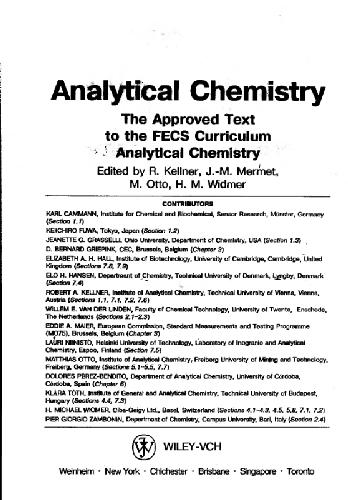 Analytical Chemistry
The Approved Text
to the FECS Curriculum
Analytical Chemistry
Edited by R. Kellner, J.-M. Mermet,
M. Otto, H. M. Widmer
CONTRIBUTORS
KARL CAMMANN, Institute for Chemical and Biochemical, Sensor Research, Münster, Germany
(Section 1.1)
KEIICHIRO FUWA, Tokyo, Japan (Section 1.2)
JEANETTE G. GRASSELLI, Ohio University, Department of Chemistry, USA (Section 1.3)
D. BERNARD GRIEPINK, CEC, Brussels, Belgium (Chapter 3)
ELIZABETH A. H. HALL, Institute of Biotechnology, University of Cambridge, Cambridge, United
Kingdom (Sections 7.8, 7.9)
ELO H. HANSEN, Department of Chemistry, Technical University of Denmark, Lyngby, Denmark
(Section 7.4)
ROBERT A. KELLNER, Institute of Analytical Chemistry, Technical University of Vienna, Vienna,
Austria (Sections 1.1, 7.1, 7.2, 7.6)
WILLEM E. VAN DER LINDEN, Faculty of Chemical Technology, University of Twente, Enschede,
The Netherlands (Sections 2.1–2.3)
EDDIE A. MAIER, European Commission, Standard Measurements and Testing Programme
(MO75), Brussels, Belgium (Chapter 3)
LAURI NIINISTO, Helsinki University of Technology, Laboratory of Inorganic and Analytical
Chemistry, Espoo, Finland (Section 7.5)
MATTHIAS OTTO, Institute of Analytical Chemistry, Freiberg University of Mining and Technology,
Freiberg, Germany (Sections 5.1–5.5, 7.7)
DOLORES PEREZ-BENDITO, Department of Analytical Chemistry, University of Córdoba,
Córdoba, Spain (Chapter 6)
KLARA TOTH, Institute of General and Analytical Chemistry, Technical University of Budapest,
Hungary (Sections 4.4, 7.3)
H. MICHAEL WIDMER, Ciba-Geigy Ltd., Basel, Switzerland (Sections 4.1–4.3, 4.5, 5.6, 7.1, 7.2)
PIER GIORGIO ZAMBONIN, Department of Chemistry, Campus University, Bari, Italy (Section 2.4)
WILEY-VCH
Weinheim · New York · Chichester · Brisbane · Singapore · Toronto